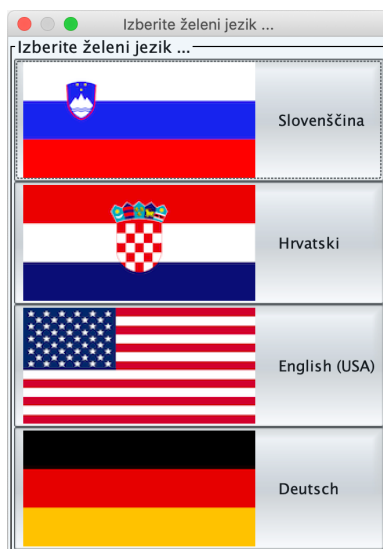 Izberite želeni jezik ...
Izberite želeni jezik ...
Slovenščina
Hrvatski
English (USA)
Deutsch